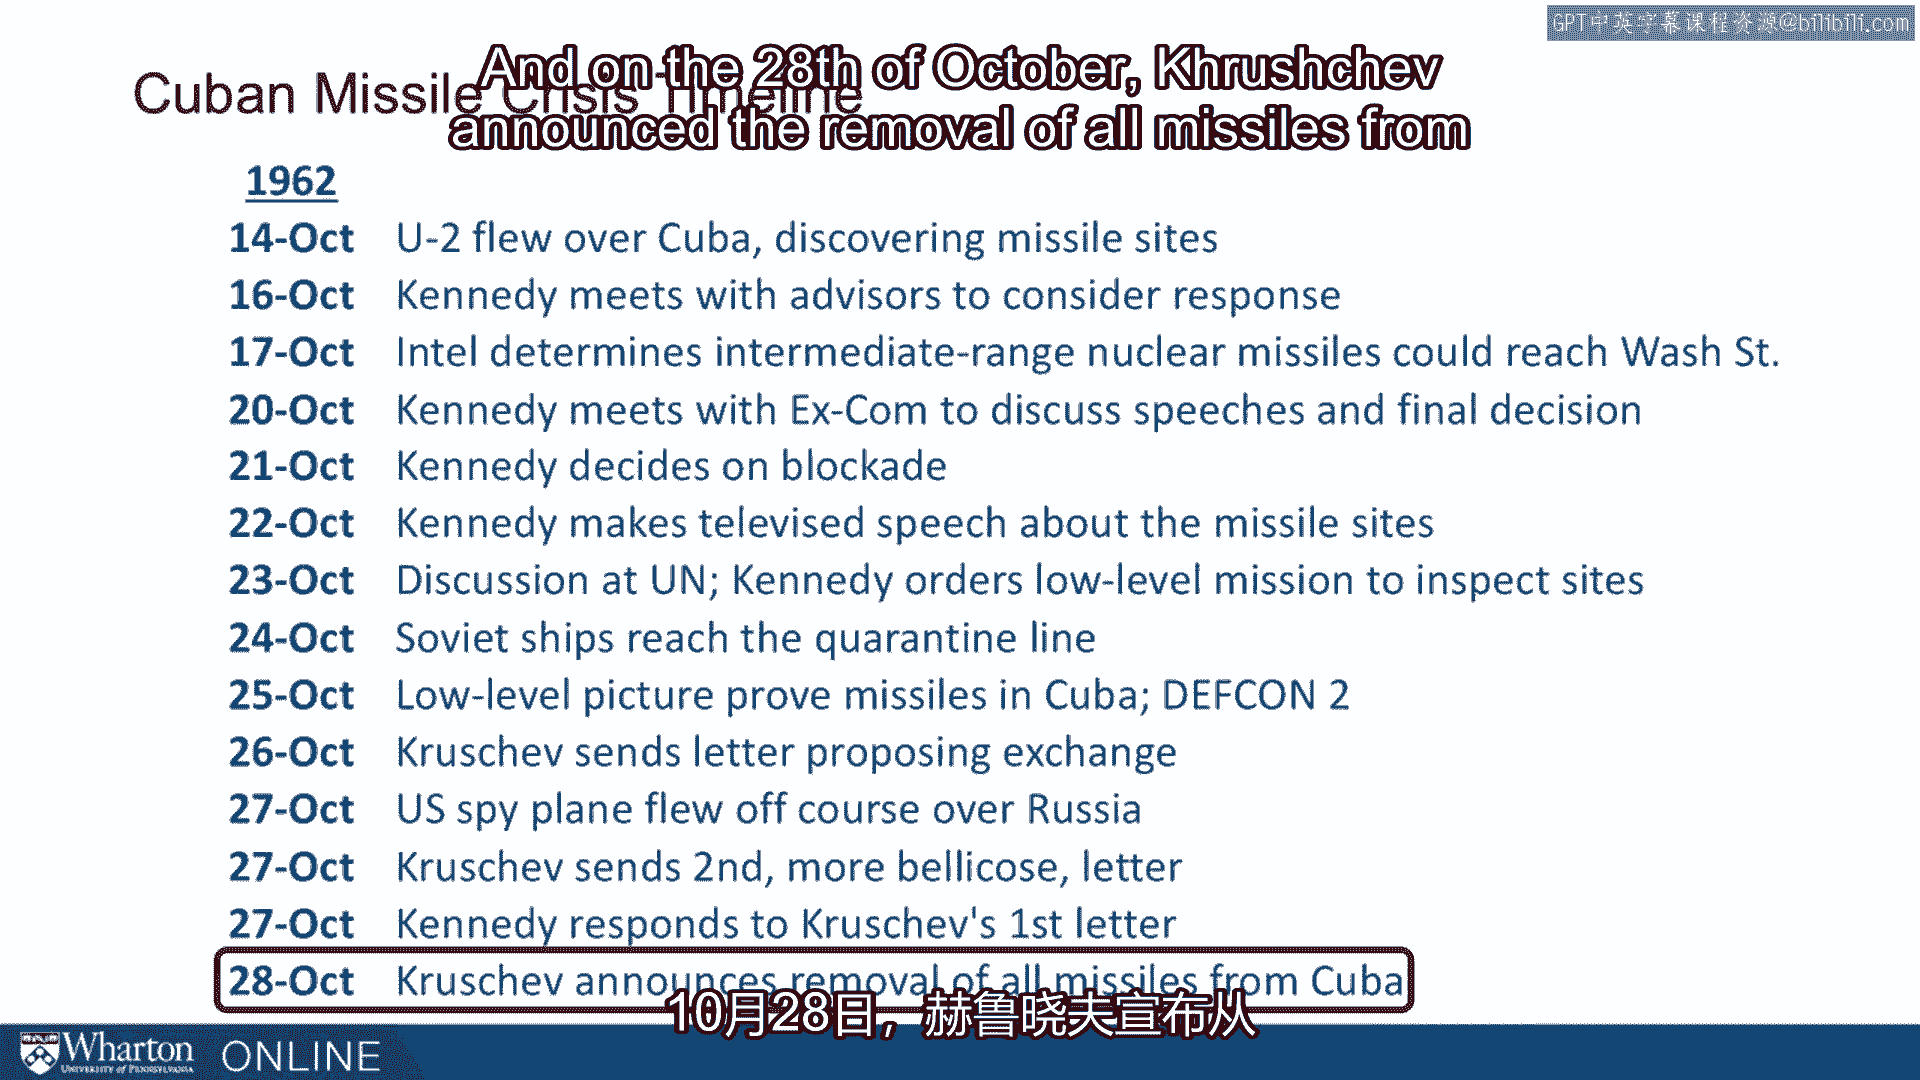 GPT中英字幕课程资源@bilibili.com
And on the 28th of October, Khrushchev
announced the removal of all missiles from
Cuban Missile Crisis Timeline
1962
14-Oct U-2 flew over Cuba, discovering missile sites
16-Oct Kennedy meets with advisors to consider response
17-Oct Intel determines intermediate-range nuclear missiles could reach Wash St.
20-Oct Kennedy meets with Ex-Com to discuss speeches and final decision
21-Oct Kennedy decides on blockade
22-Oct Kennedy makes televised speech about the missile sites
23-Oct Discussion at UN; Kennedy orders low-level mission to inspect sites
24-Oct Soviet ships reach the quarantine line
25-Oct Low-level picture prove missiles in Cuba; DEFCON 2
26-Oct Kruschev sends letter proposing exchange
27-Oct US spy plane flew off course over Russia
27-Oct Kruschev sends 2nd, more bellicose, letter
27-Oct Kennedy responds to Kruschev's 1st letter
28-Oct Kruschev announces removal of all missiles from Cuba
10月28日，赫鲁晓夫宣布从
Wharton ONLINE
UNIVERSITY OF PENNSYLVANIA